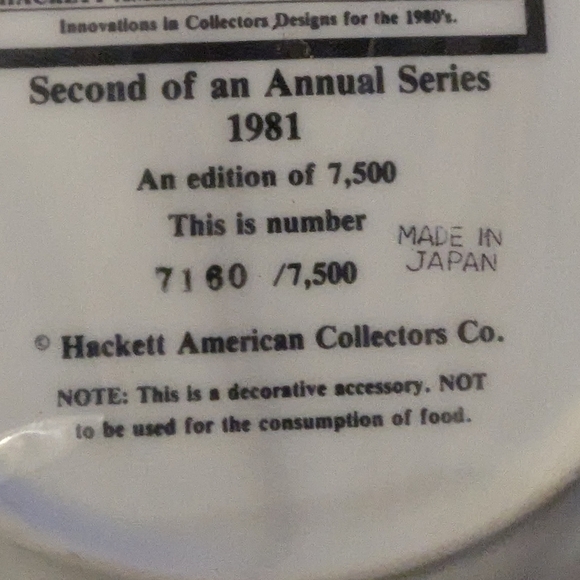 Innovations in Collectors Designs for the 1980's.
Second of an Annual Series
1981
An edition of 7,500
This is number
7160 /7,500
MADE IN
JAPAN
© Hackett American Collectors Co.
NOTE: This is a decorative accessory. NOT
to be used for the consumption of food.